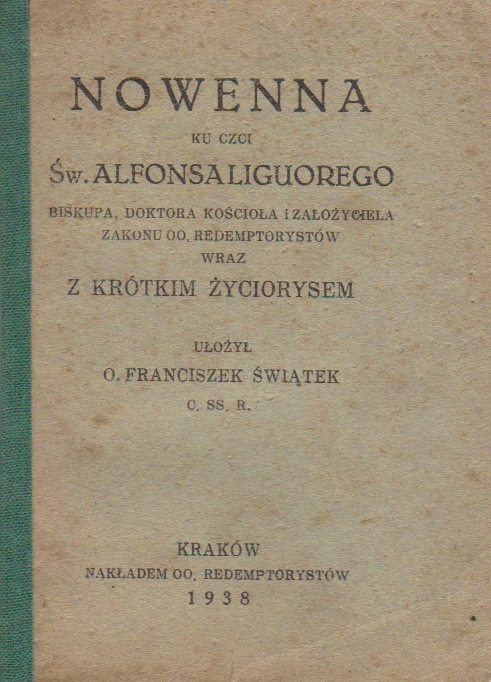 NOWENNA
KU CZCI
Św. ALFONSA LIGUOREGO
BISKUPA, DOKTORA KOŚCIOŁA I ZAŁOŻYCIELA
ZAKONU OO. REDEMPTORYSTÓW
WRAZ
Z KRÓTKIM ŻYCIORYSEM
UŁOŻYŁ
O. FRANCISZEK ŚWIĄTEK
C. SS. R.
KRAKÓW
NAKŁADEM OO. REDEMPTORYSTÓW
1938